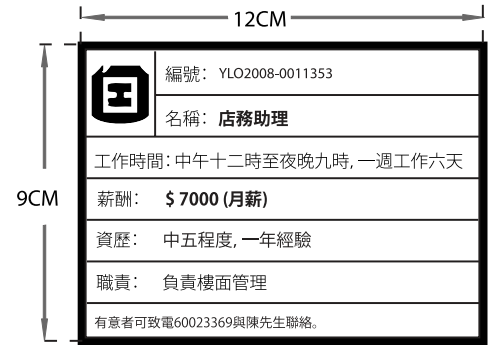 12CM
9CM
工
編號： YLO2008-0011353
名稱： 店務助理
工作時間：中午十二時至夜晚九時, 一週工作六天
薪酬： $ 7000 (月薪)
資歷： 中五程度, 一年經驗
職責： 負責樓面管理
有意者可致電60023369與陳先生聯絡。